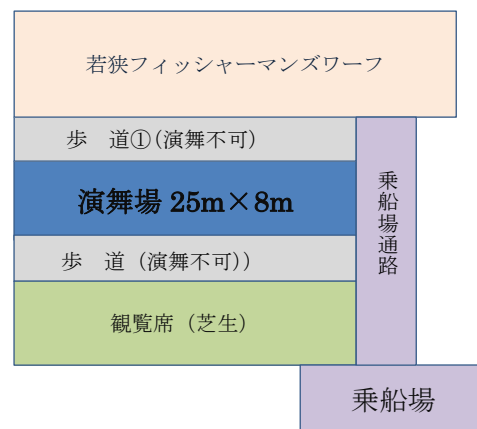 若狭フィッシャーマンズワーフ
歩　道①(演舞不可)
演舞場 25m×8m
歩　道（演舞不可））
観覧席（芝生）
乗船場通路
乗船場